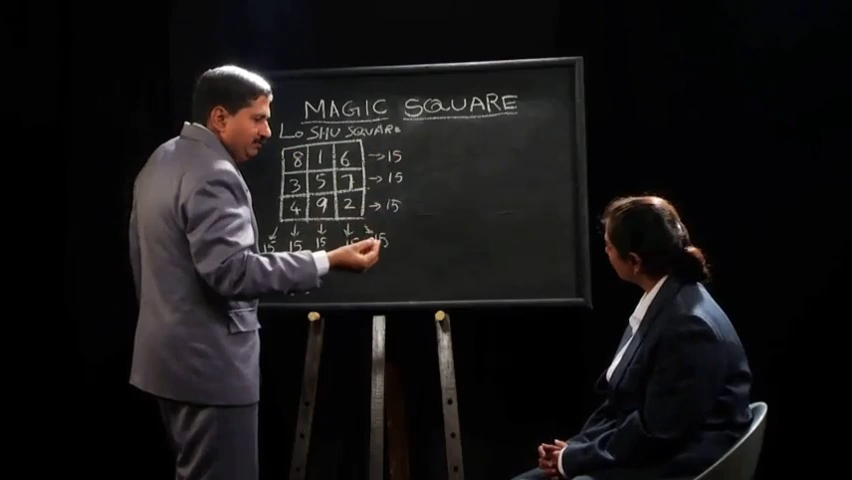 MAGIC SQUARE
LO SHU SQUARE
8 1 6 → 15
3 5 7 → 15
4 9 2 → 15
↙ ↓ ↓ ↓ ↘
15 15 15 15 15